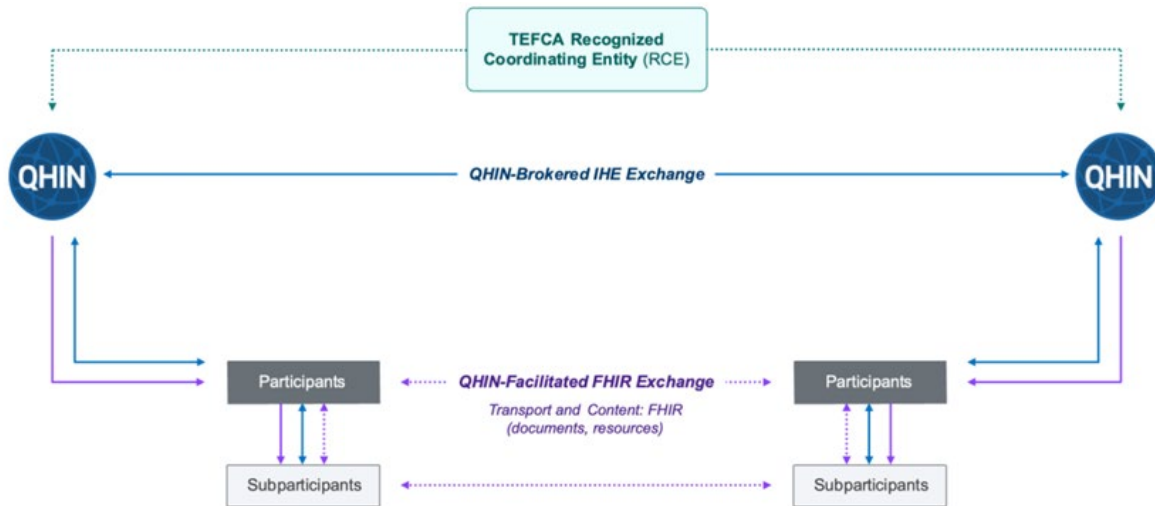 TEFCA Recognized
Coordinating Entity (RCE)
QHIN
QHIN-Brokered IHE Exchange
QHIN
Participants
QHIN-Facilitated FHIR Exchange
Participants
Transport and Content: FHIR
(documents, resources)
Subparticipants
Subparticipants